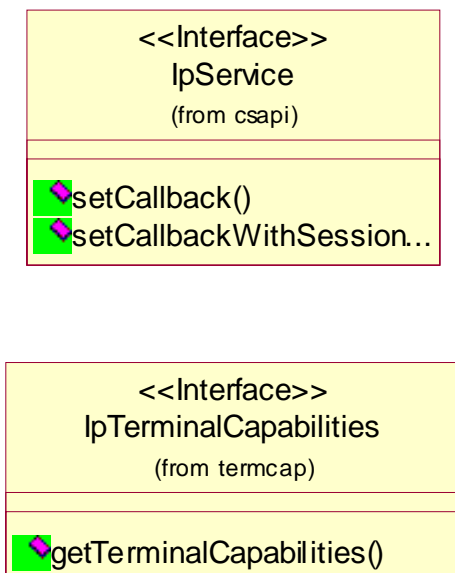 <<Interface>>
IpService
(from csapi)
setCallback()
setCallbackWithSession...
<<Interface>>
IpTerminalCapabilities
(from termcap)
getTerminalCapabilities()